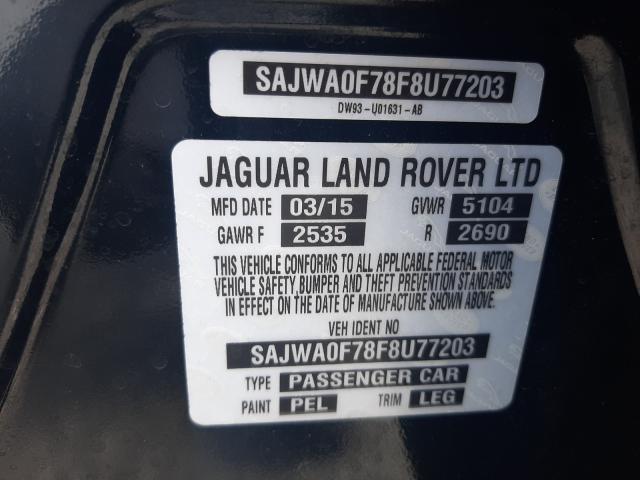 SAJWA0F78F8U77203
DW93-U01631-AB
JAGUAR LAND ROVER LTD
MFD DATE 03/15 GVWR 5104
GAWR F 2535 R 2690
THIS VEHICLE CONFORMS TO ALL APPLICABLE FEDERAL MOTOR
VEHICLE SAFETY,BUMPER AND THEFT PREVENTION STANDARDS
IN EFFECT ON THE DATE OF MANUFACTURE SHOWN ABOVE.
VEH IDENT NO
SAJWA0F78F8U77203
TYPE PASSENGER CAR
PAINT PEL TRIM LEG